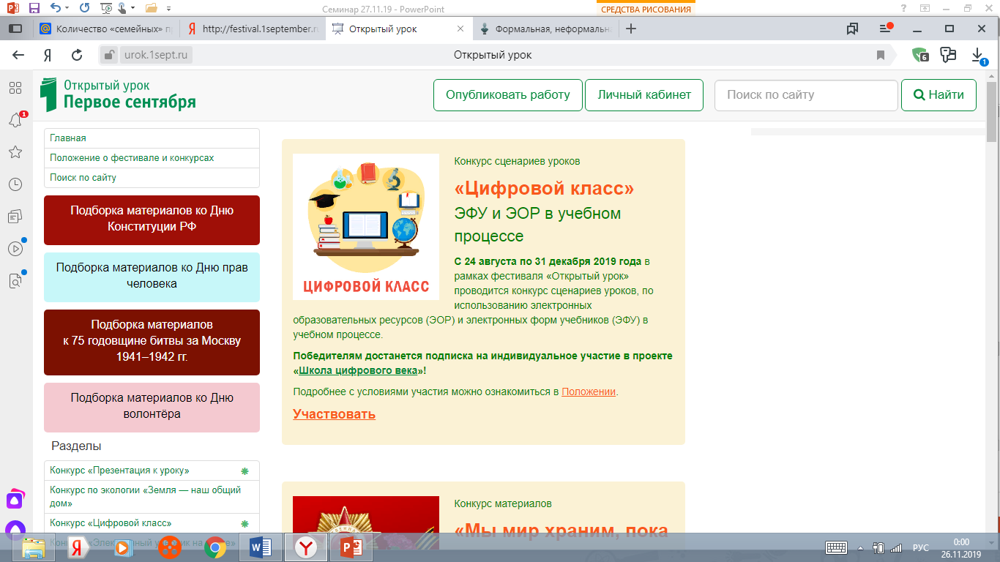 Семинар 27.11.19 - PowerPoint
СРЕДСТВА РИСОВАНИЯ
Количество «семейных» п
http://festival.1september.r
Открытый урок
Формальная, неформальн
urok.1sept.ru
Открытый урок
6
1
Открытый урок
Первое сентября
Опубликовать работу
Личный кабинет
Поиск по сайту
Найти
1
Главная
Положение о фестивале и конкурсах
Поиск по сайту
Подборка материалов ко Дню
Конституции РФ
Подборка материалов ко Дню прав
человека
Подборка материалов
к 75 годовщине битвы за Москву
1941–1942 гг.
Подборка материалов ко Дню
волонтёра
Разделы
Конкурс «Презентация к уроку»
Конкурс по экологии «Земля — наш общий
дом»
Конкурс «Цифровой класс»
ЦИФРОВОЙ КЛАСС
Конкурс сценариев уроков
«Цифровой класс»
ЭФУ и ЭОР в учебном
процессе
С 24 августа по 31 декабря 2019 года в
рамках фестиваля «Открытый урок»
проводится конкурс сценариев уроков, по
использованию электронных
образовательных ресурсов (ЭОР) и электронных форм учебников (ЭФУ) в
учебном процессе.
Победителям достанется подписка на индивидуальное участие в проекте
«Школа цифрового века»!
Подробнее с условиями участия можно ознакомиться в Положении.
Участвовать
Конкурс материалов
«Мы мир храним, пока
РУС
0:00
26.11.2019